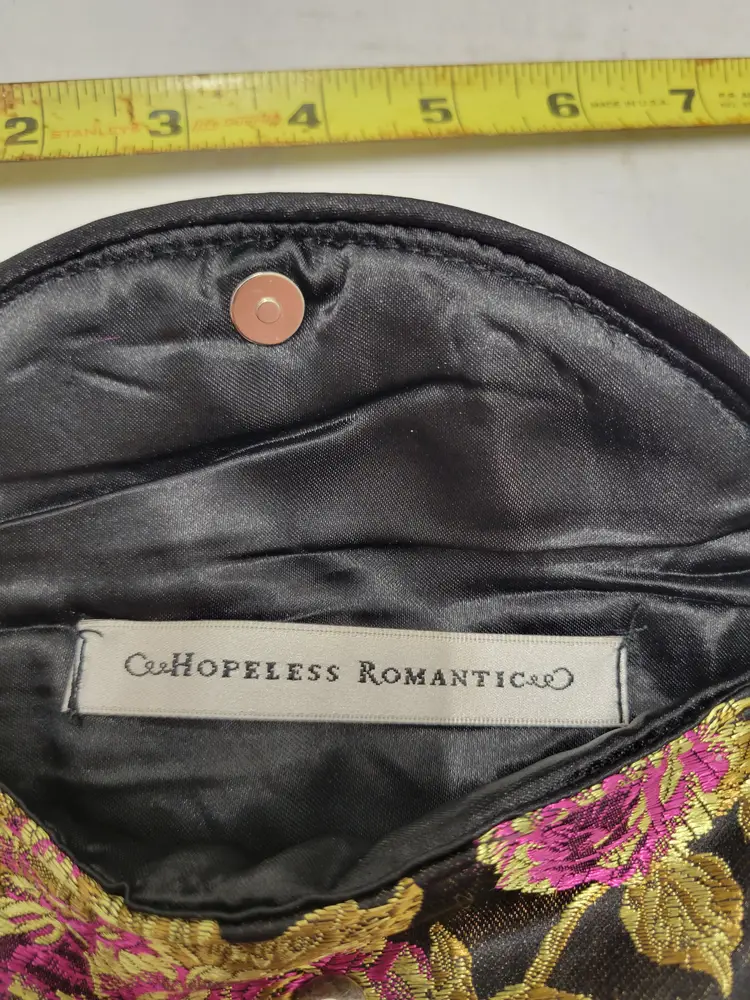 2 STANLEY® 3 4 5 6 MADE IN U.S.A. 7
HOPELESS ROMANTIC